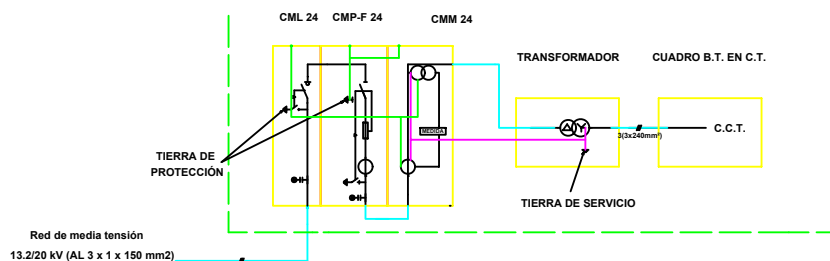 CML 24 CMP-F 24 CMM 24
TRANSFORMADOR CUADRO B.T. EN C.T.
MEDIDA
3(3x240mm²)
C.C.T.
TIERRA DE
PROTECCIÓN
TIERRA DE SERVICIO
Red de media tensión
13.2/20 kV (AL 3 x 1 x 150 mm2)